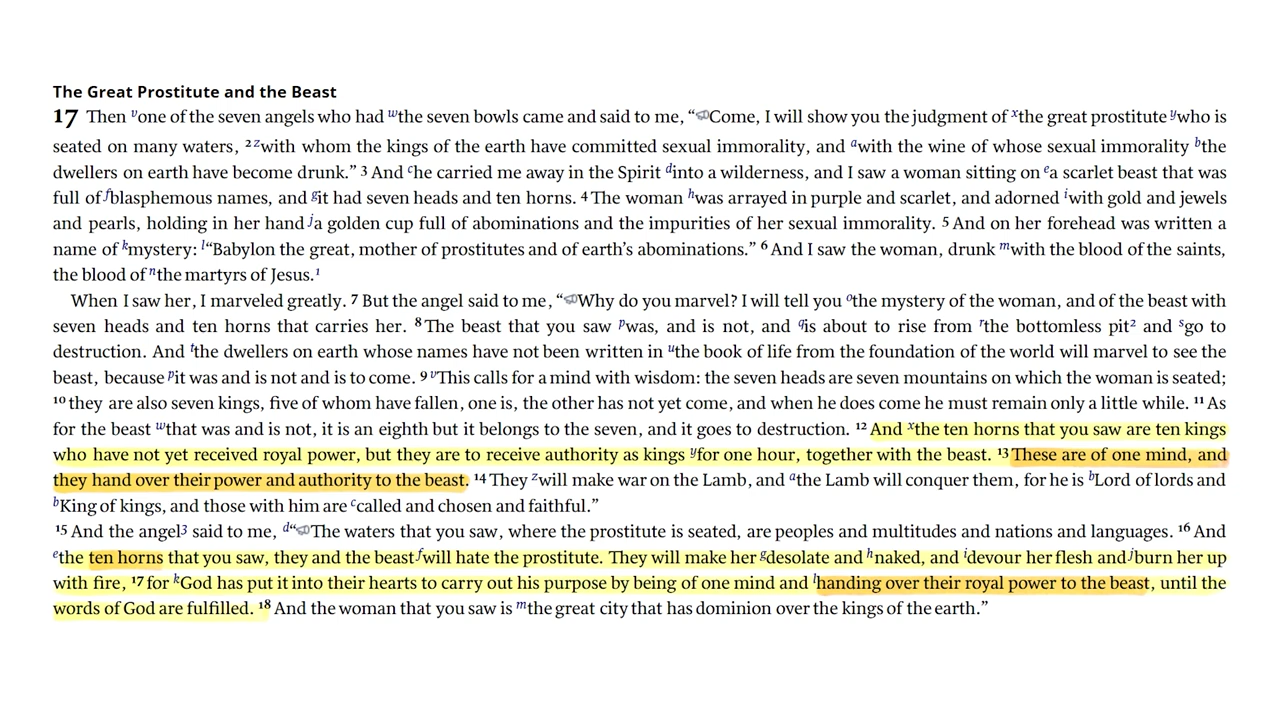 The Great Prostitute and the Beast
17 Then vone of the seven angels who had wthe seven bowls came and said to me, “Come, I will show you the judgment of xthe great prostitute ywho is
seated on many waters, 2 zwith whom the kings of the earth have committed sexual immorality, and awith the wine of whose sexual immorality bthe
dwellers on earth have become drunk.” 3 And che carried me away in the Spirit dinto a wilderness, and I saw a woman sitting on ea scarlet beast that was
full of fblasphemous names, and git had seven heads and ten horns. 4 The woman hwas arrayed in purple and scarlet, and adorned iwith gold and jewels
and pearls, holding in her hand ja golden cup full of abominations and the impurities of her sexual immorality. 5 And on her forehead was written a
name of kmystery: l“Babylon the great, mother of prostitutes and of earth’s abominations.” 6 And I saw the woman, drunk mwith the blood of the saints,
the blood of nthe martyrs of Jesus.1
When I saw her, I marveled greatly. 7 But the angel said to me, “Why do you marvel? I will tell you othe mystery of the woman, and of the beast with
seven heads and ten horns that carries her. 8 The beast that you saw pwas, and is not, and qis about to rise from rthe bottomless pit2 and sgo to
destruction. And tthe dwellers on earth whose names have not been written in uthe book of life from the foundation of the world will marvel to see the
beast, because pit was and is not and is to come. 9 vThis calls for a mind with wisdom: the seven heads are seven mountains on which the woman is seated;
10 they are also seven kings, five of whom have fallen, one is, the other has not yet come, and when he does come he must remain only a little while. 11 As
for the beast wthat was and is not, it is an eighth but it belongs to the seven, and it goes to destruction. 12 And xthe ten horns that you saw are ten kings
who have not yet received royal power, but they are to receive authority as kings yfor one hour, together with the beast. 13 These are of one mind, and
they hand over their power and authority to the beast. 14 They zwill make war on the Lamb, and athe Lamb will conquer them, for he is bLord of lords and
bKing of kings, and those with him are ccalled and chosen and faithful.”
15 And the angel3 said to me, d“The waters that you saw, where the prostitute is seated, are peoples and multitudes and nations and languages. 16 And
ethe ten horns that you saw, they and the beast fwill hate the prostitute. They will make her gdesolate and hnaked, and idevour her flesh and jburn her up
with fire, 17 for kGod has put it into their hearts to carry out his purpose by being of one mind and lhanding over their royal power to the beast, until the
words of God are fulfilled. 18 And the woman that you saw is mthe great city that has dominion over the kings of the earth.”